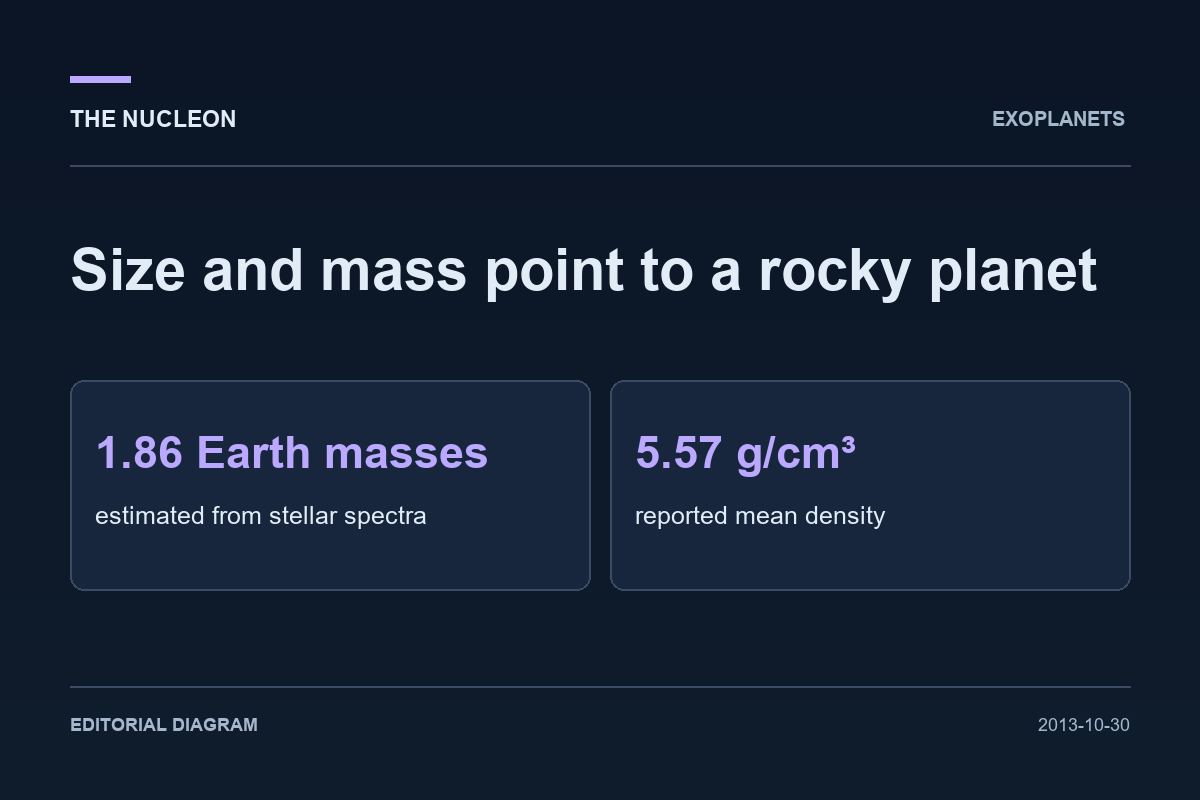 THE NUCLEON
EXOPLANETS
Size and mass point to a rocky planet
1.86 Earth masses
estimated from stellar spectra
5.57 g/cm³
reported mean density
EDITORIAL DIAGRAM
2013-10-30